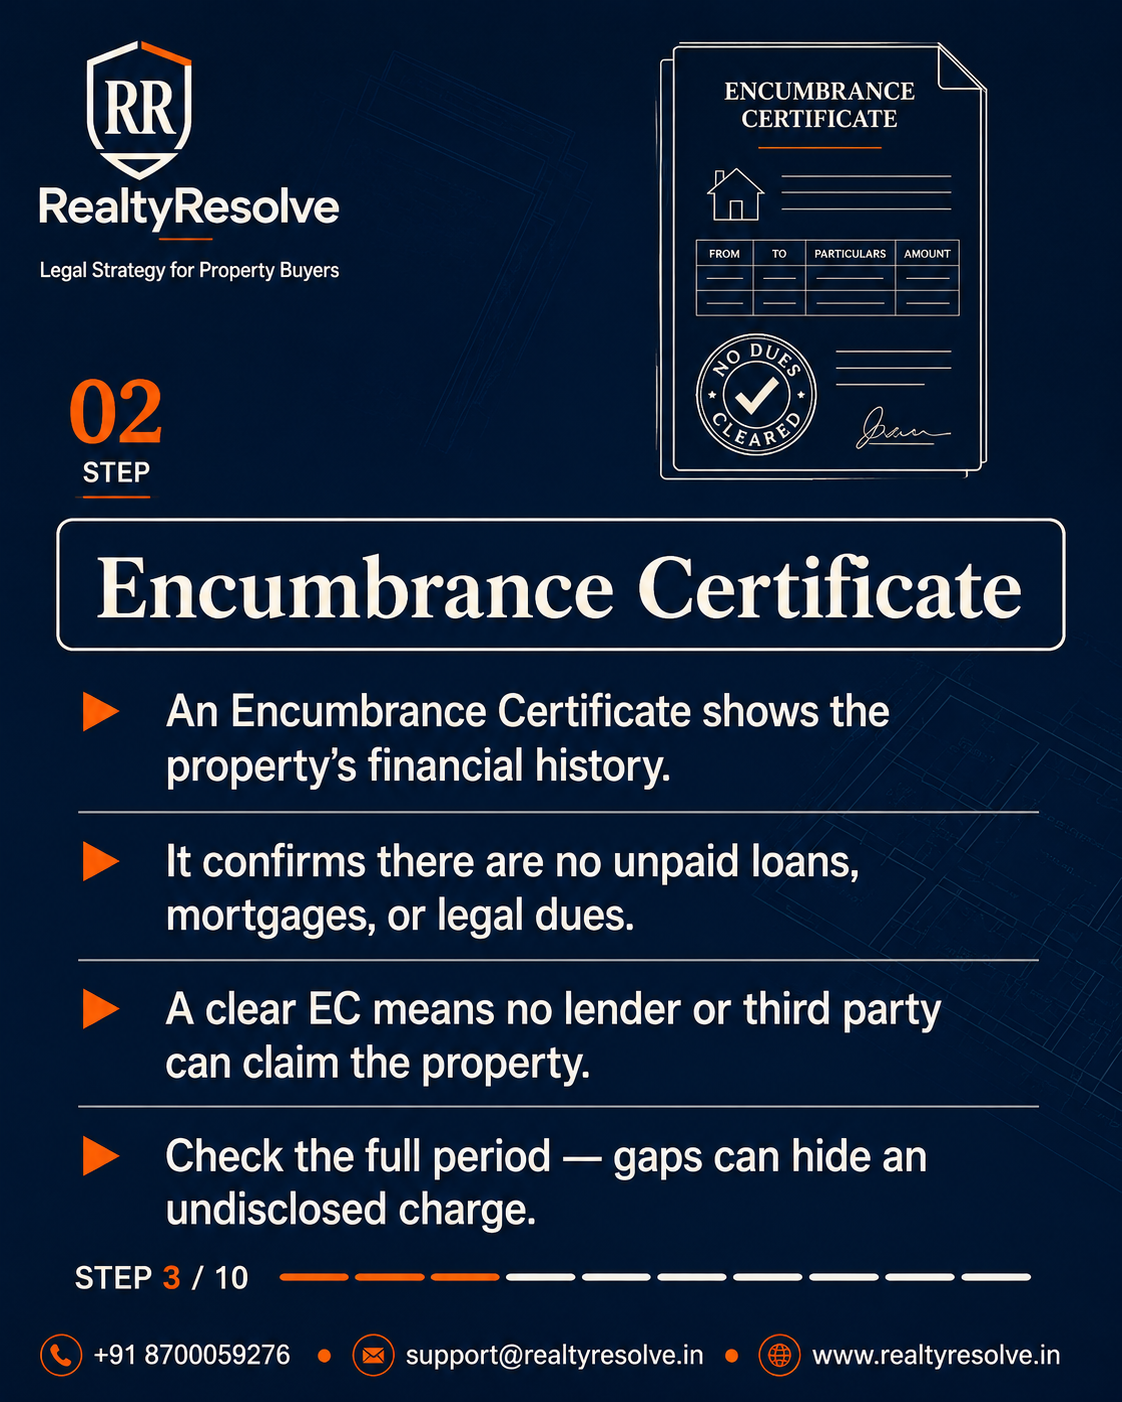 RR
RealtyResolve
Legal Strategy for Property Buyers
ENCUMBRANCE
CERTIFICATE
FROM TO PARTICULARS AMOUNT
NO DUES
CLEARED
02
STEP
Encumbrance Certificate
An Encumbrance Certificate shows the
property’s financial history.
It confirms there are no unpaid loans,
mortgages, or legal dues.
A clear EC means no lender or third party
can claim the property.
Check the full period — gaps can hide an
undisclosed charge.
STEP 3 / 10
+91 8700059276 • support@realtyresolve.in • www.realtyresolve.in